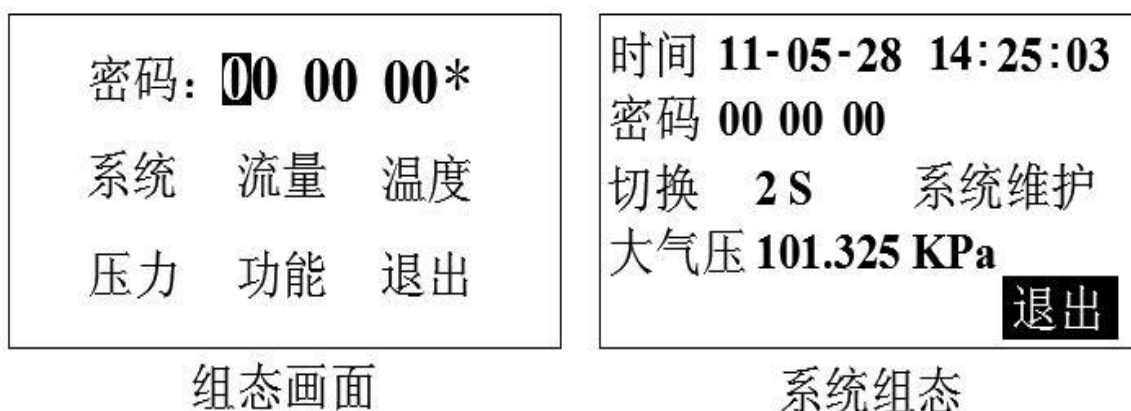 密码：00 00 00*
系统 流量 温度
压力 功能 退出
组态画面
时间 11-05-28 14:25:03
密码 00 00 00
切换 2 S 系统维护
大气压 101.325 KPa
退出
系统组态